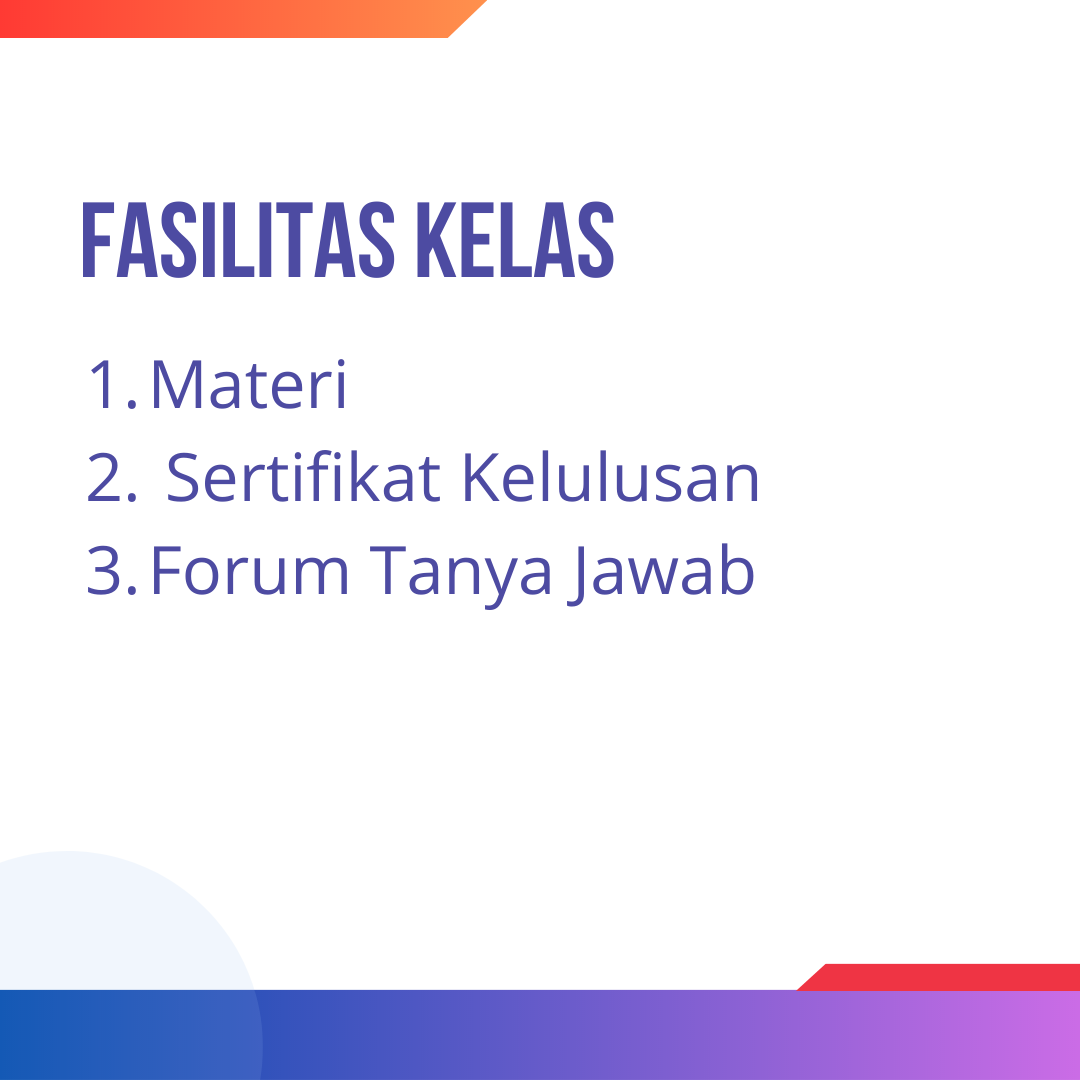 FASILITAS KELAS
1. Materi
2. Sertifikat Kelulusan
3. Forum Tanya Jawab